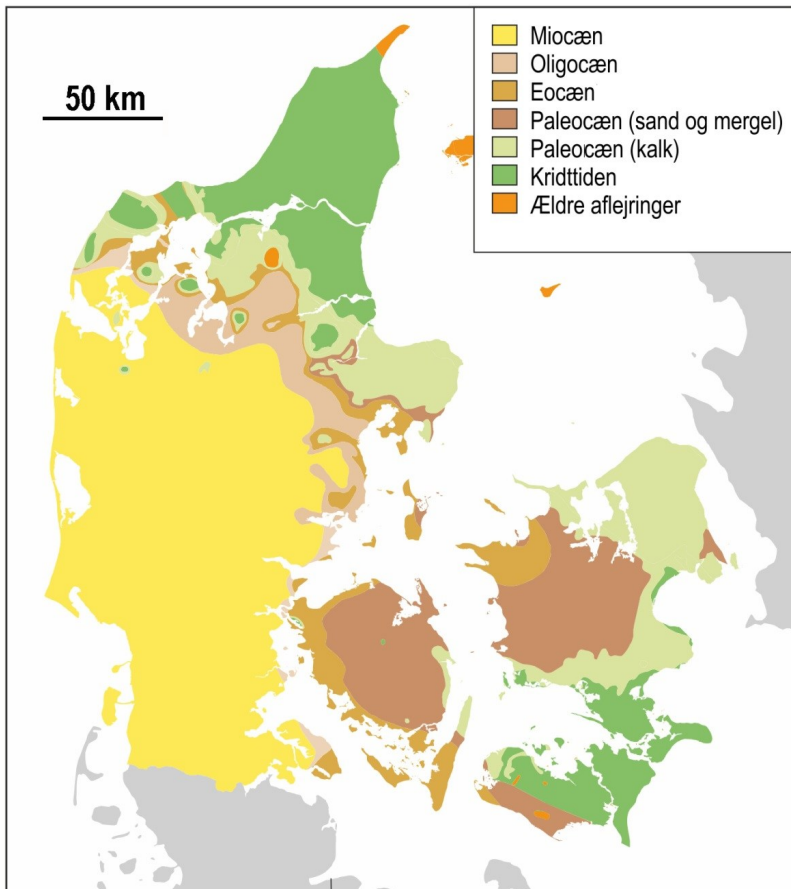 50 km
Miocæn
Oligocæn
Eocæn
Paleocæn (sand og mergel)
Paleocæn (kalk)
Kridttiden
Ældre aflejringer